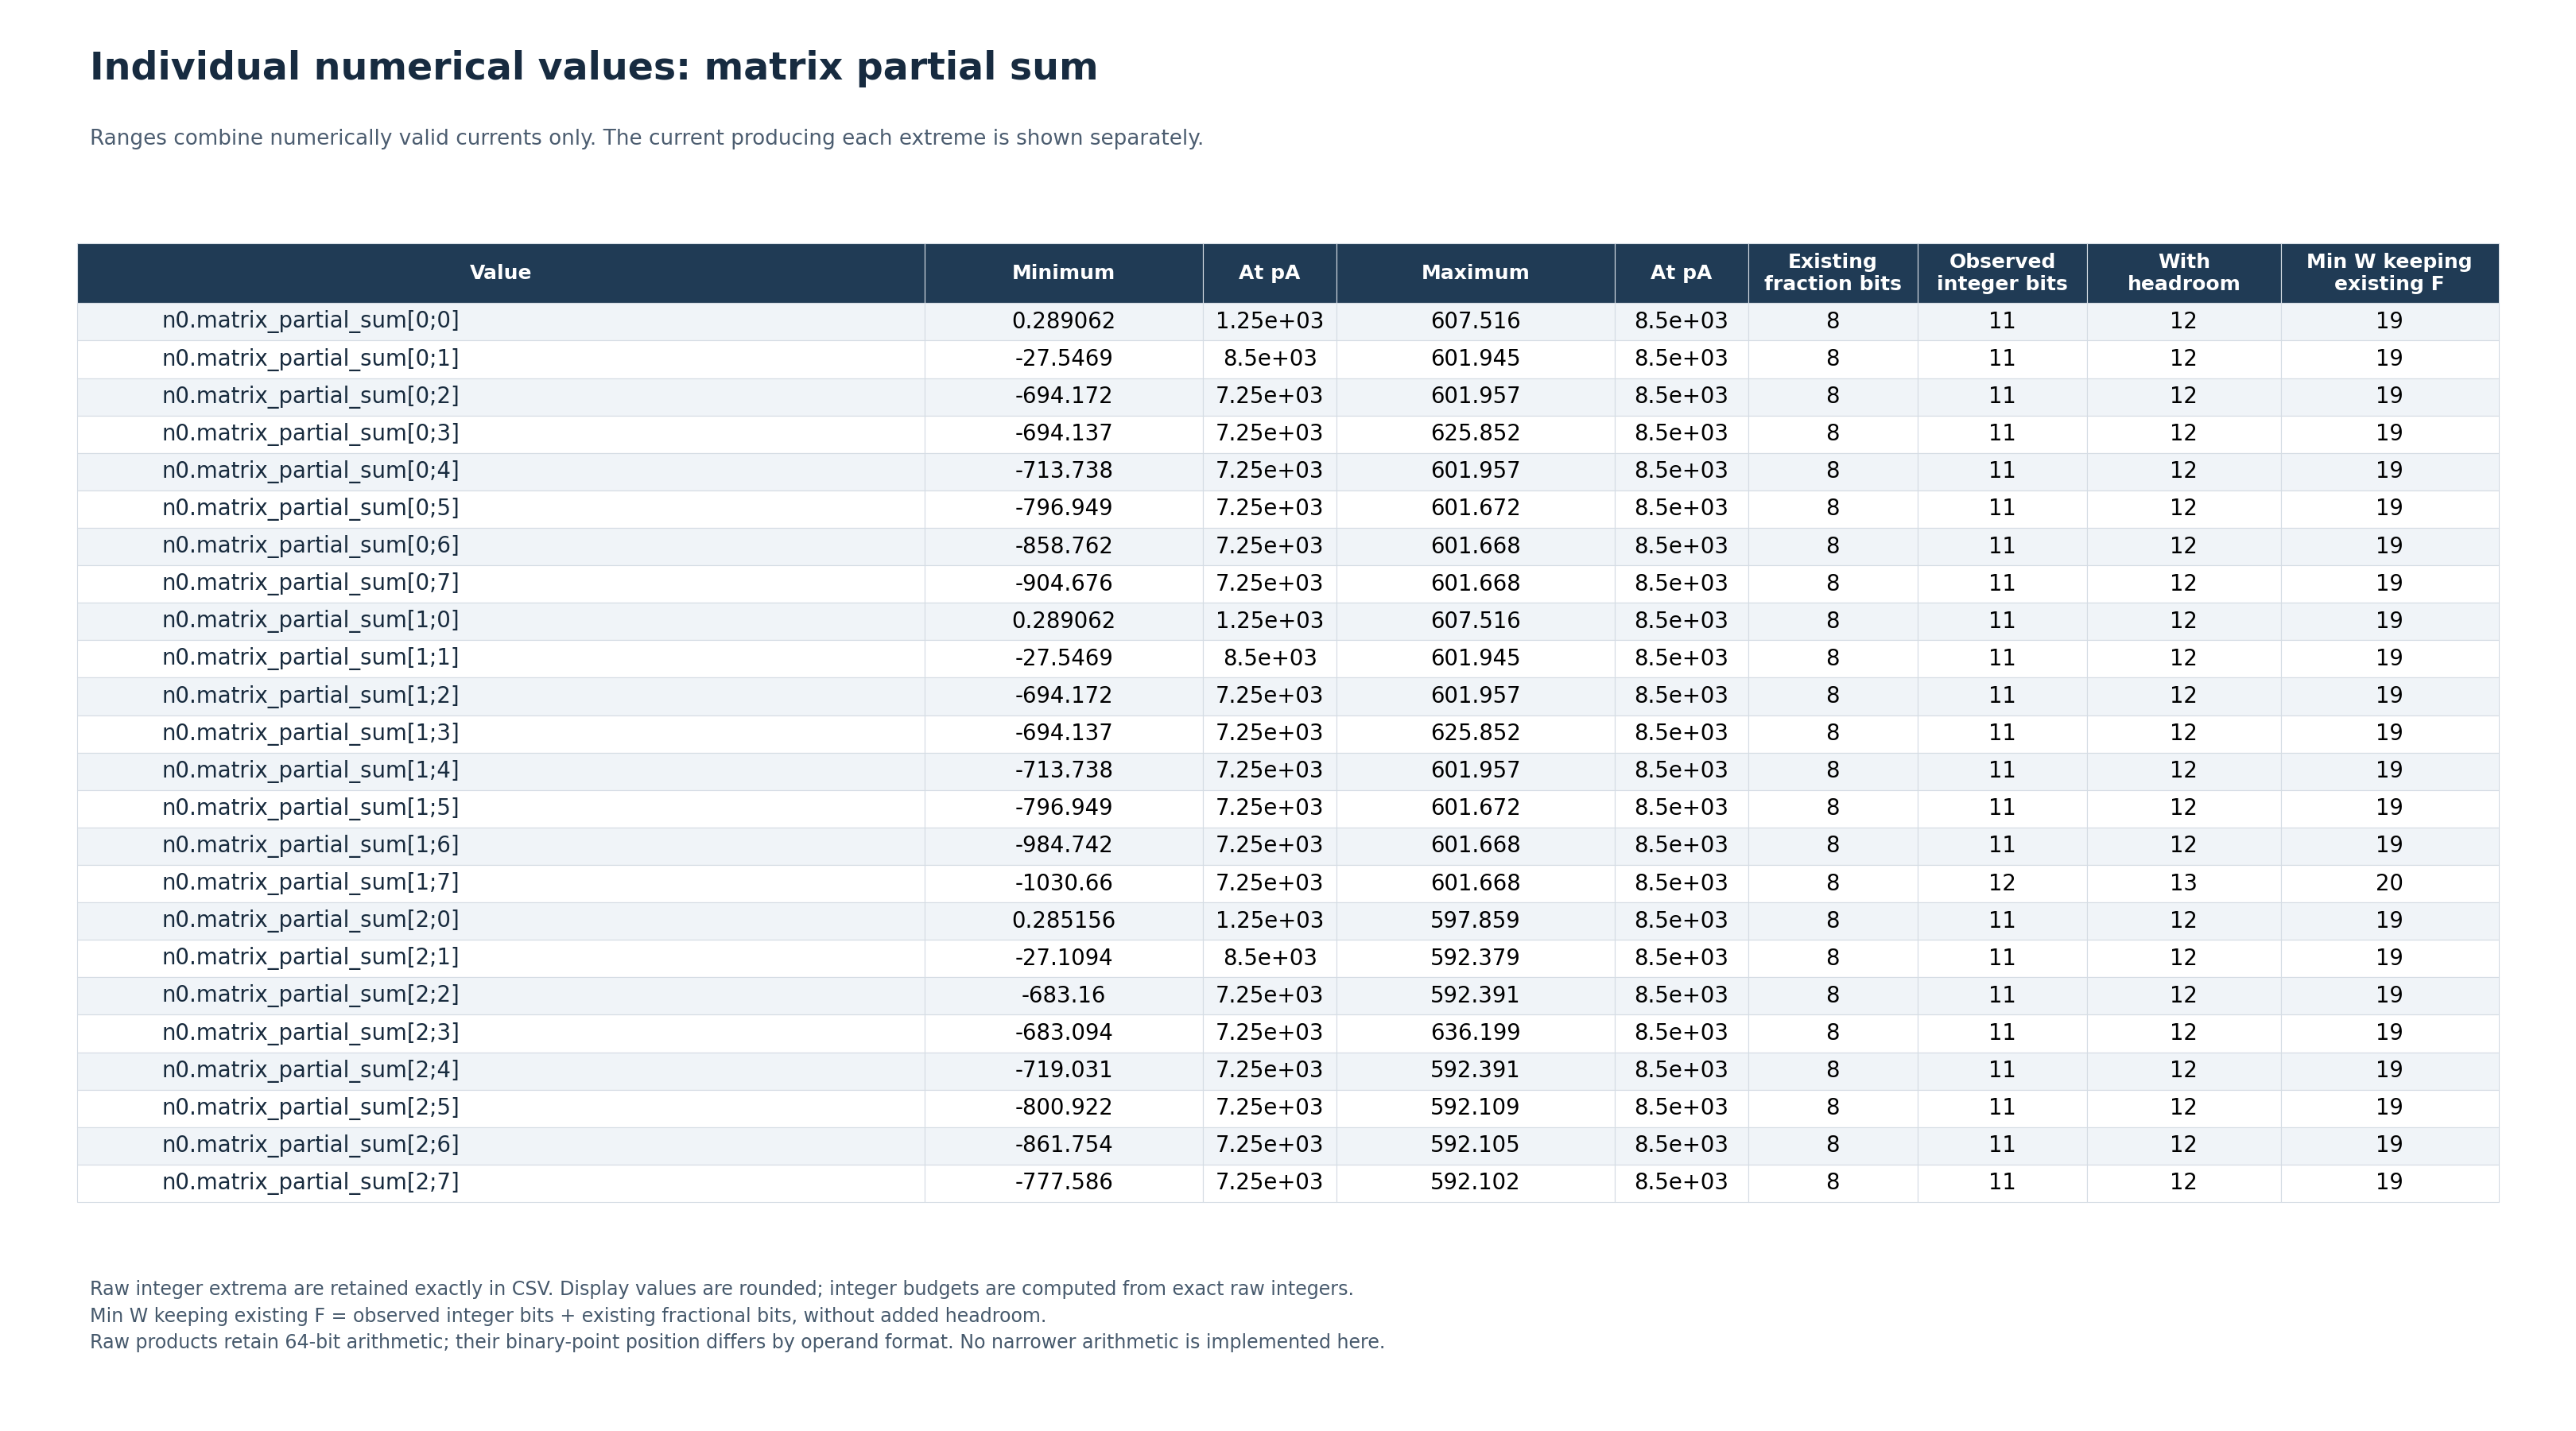 Individual numerical values: matrix partial sum
Ranges combine numerically valid currents only. The current producing each extreme is shown separately.
Value Minimum At pA Maximum At pA Existing fraction bits Observed integer bits With headroom Min W keeping existing F
n0.matrix_partial_sum[0;0] 0.289062 1.25e+03 607.516 8.5e+03 8 11 12 19
n0.matrix_partial_sum[0;1] -27.5469 8.5e+03 601.945 8.5e+03 8 11 12 19
n0.matrix_partial_sum[0;2] -694.172 7.25e+03 601.957 8.5e+03 8 11 12 19
n0.matrix_partial_sum[0;3] -694.137 7.25e+03 625.852 8.5e+03 8 11 12 19
n0.matrix_partial_sum[0;4] -713.738 7.25e+03 601.957 8.5e+03 8 11 12 19
n0.matrix_partial_sum[0;5] -796.949 7.25e+03 601.672 8.5e+03 8 11 12 19
n0.matrix_partial_sum[0;6] -858.762 7.25e+03 601.668 8.5e+03 8 11 12 19
n0.matrix_partial_sum[0;7] -904.676 7.25e+03 601.668 8.5e+03 8 11 12 19
n0.matrix_partial_sum[1;0] 0.289062 1.25e+03 607.516 8.5e+03 8 11 12 19
n0.matrix_partial_sum[1;1] -27.5469 8.5e+03 601.945 8.5e+03 8 11 12 19
n0.matrix_partial_sum[1;2] -694.172 7.25e+03 601.957 8.5e+03 8 11 12 19
n0.matrix_partial_sum[1;3] -694.137 7.25e+03 625.852 8.5e+03 8 11 12 19
n0.matrix_partial_sum[1;4] -713.738 7.25e+03 601.957 8.5e+03 8 11 12 19
n0.matrix_partial_sum[1;5] -796.949 7.25e+03 601.672 8.5e+03 8 11 12 19
n0.matrix_partial_sum[1;6] -984.742 7.25e+03 601.668 8.5e+03 8 11 12 19
n0.matrix_partial_sum[1;7] -1030.66 7.25e+03 601.668 8.5e+03 8 12 13 20
n0.matrix_partial_sum[2;0] 0.285156 1.25e+03 597.859 8.5e+03 8 11 12 19
n0.matrix_partial_sum[2;1] -27.1094 8.5e+03 592.379 8.5e+03 8 11 12 19
n0.matrix_partial_sum[2;2] -683.16 7.25e+03 592.391 8.5e+03 8 11 12 19
n0.matrix_partial_sum[2;3] -683.094 7.25e+03 636.199 8.5e+03 8 11 12 19
n0.matrix_partial_sum[2;4] -719.031 7.25e+03 592.391 8.5e+03 8 11 12 19
n0.matrix_partial_sum[2;5] -800.922 7.25e+03 592.109 8.5e+03 8 11 12 19
n0.matrix_partial_sum[2;6] -861.754 7.25e+03 592.105 8.5e+03 8 11 12 19
n0.matrix_partial_sum[2;7] -777.586 7.25e+03 592.102 8.5e+03 8 11 12 19
Raw integer extrema are retained exactly in CSV. Display values are rounded; integer budgets are computed from exact raw integers.
Min W keeping existing F = observed integer bits + existing fractional bits, without added headroom.
Raw products retain 64-bit arithmetic; their binary-point position differs by operand format. No narrower arithmetic is implemented here.